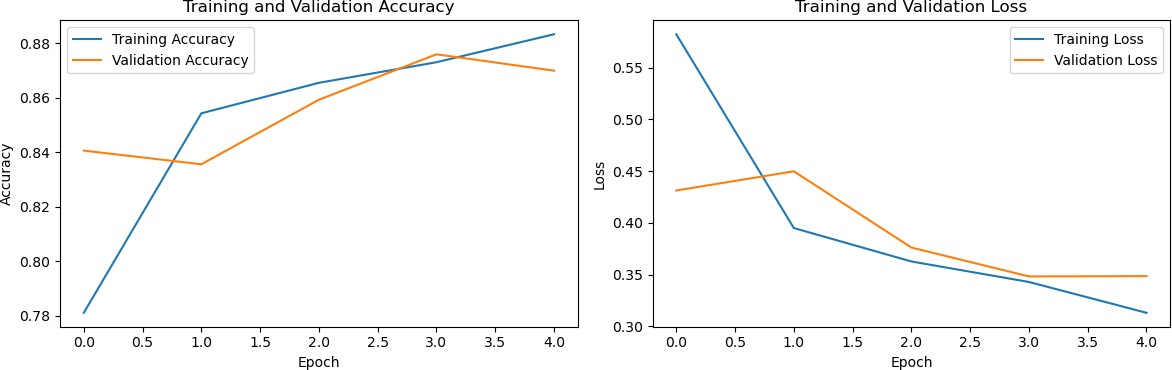 Training and Validation Accuracy
Training Accuracy
Validation Accuracy
0.88
0.86
0.84
0.82
0.80
0.78
Accuracy
0.0 0.5 1.0 1.5 2.0 2.5 3.0 3.5 4.0
Epoch
Training and Validation Loss
Training Loss
Validation Loss
0.55
0.50
0.45
0.40
0.35
0.30
Loss
0.0 0.5 1.0 1.5 2.0 2.5 3.0 3.5 4.0
Epoch